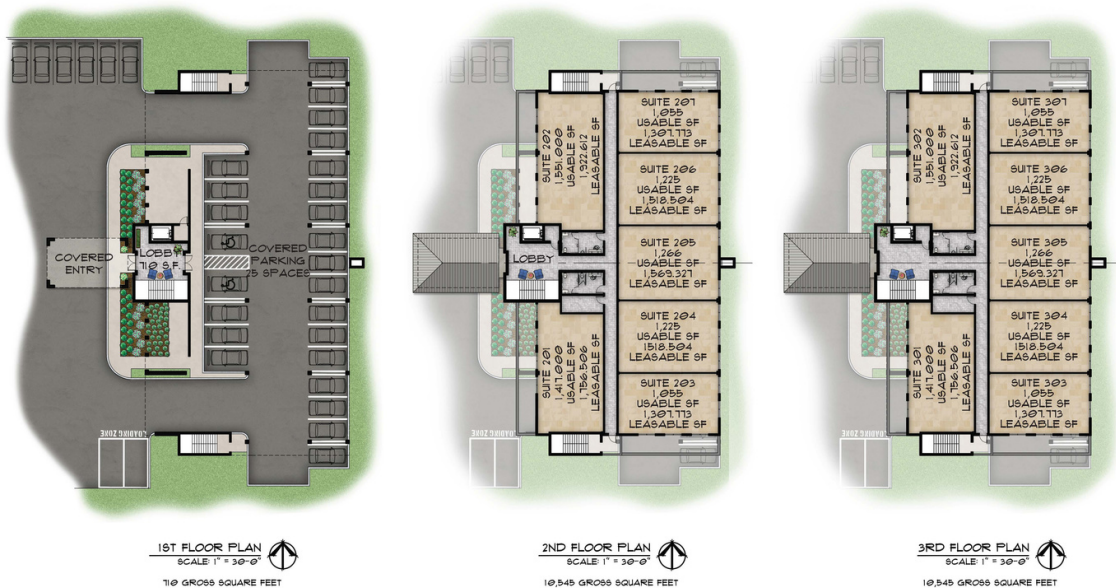 COVERED
ENTRY
LOBBY
710 S.F.
COVERED
PARKING
25 SPACES
LOADING ZONE
1ST FLOOR PLAN
SCALE: 1" = 30'-0"
710 GROSS SQUARE FEET
SUITE 202
1,551.000
USABLE SF
1,922.612
LEASABLE SF
SUITE 207
1,055
USABLE SF
1,307.773
LEASABLE SF
SUITE 206
1,225
USABLE SF
1,518.504
LEASABLE SF
LOBBY
SUITE 205
1,266
USABLE SF
1,569.327
LEASABLE SF
SUITE 201
1,417.000
USABLE SF
1,756.506
LEASABLE SF
SUITE 204
1,225
USABLE SF
1518.504
LEASABLE SF
SUITE 203
1,055
USABLE SF
1,307.773
LEASABLE SF
LOADING ZONE
2ND FLOOR PLAN
SCALE: 1" = 30'-0"
10,545 GROSS SQUARE FEET
SUITE 302
1,551.000
USABLE SF
1,922.612
LEASABLE SF
SUITE 307
1,055
USABLE SF
1,307.773
LEASABLE SF
SUITE 306
1,225
USABLE SF
1,518.504
LEASABLE SF
SUITE 305
1,266
USABLE SF
1,569.327
LEASABLE SF
SUITE 301
1,417.000
USABLE SF
1,756.506
LEASABLE SF
SUITE 304
1,225
USABLE SF
1518.504
LEASABLE SF
SUITE 303
1,055
USABLE SF
1,307.773
LEASABLE SF
LOADING ZONE
3RD FLOOR PLAN
SCALE: 1" = 30'-0"
10,545 GROSS SQUARE FEET